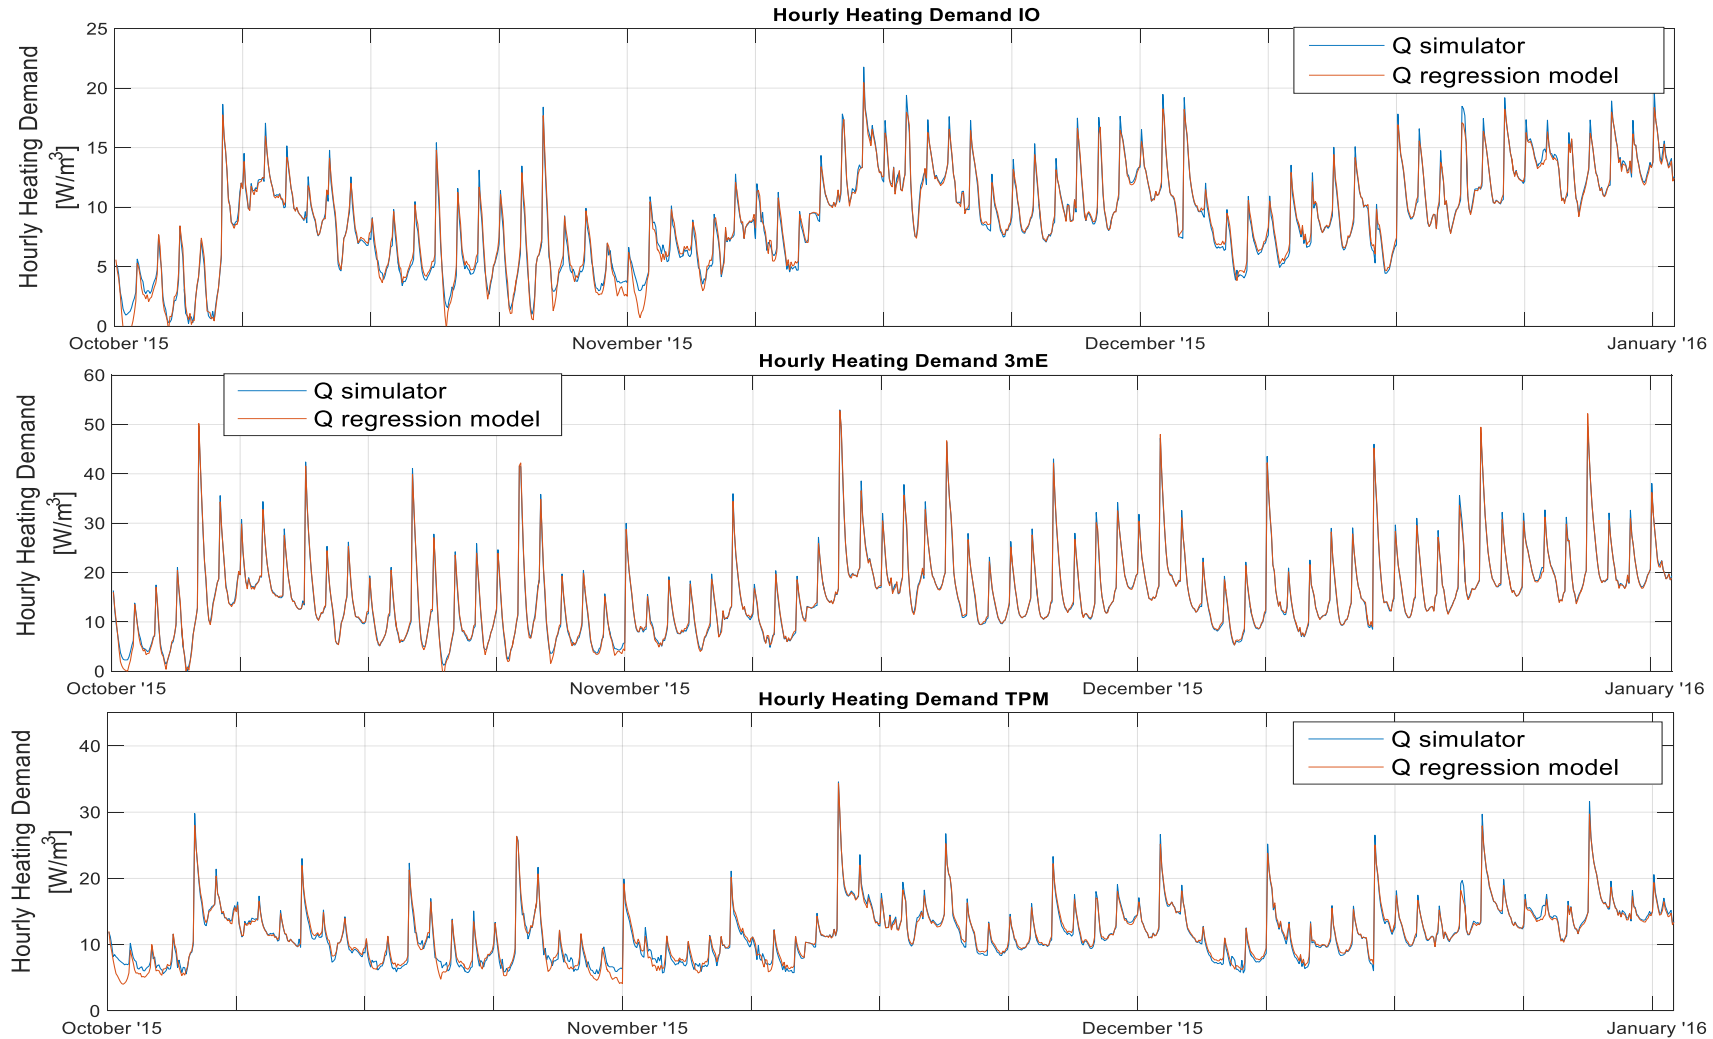 Hourly Heating Demand IO
Hourly Heating Demand
[W/m³]
25
20
15
10
5
0
Q simulator
Q regression model
October '15
November '15
December '15
January '16
Hourly Heating Demand 3mE
Hourly Heating Demand
[W/m³]
60
50
40
30
20
10
0
Q simulator
Q regression model
October '15
November '15
December '15
January '16
Hourly Heating Demand TPM
Hourly Heating Demand
[W/m³]
40
30
20
10
0
Q simulator
Q regression model
October '15
November '15
December '15
January '16